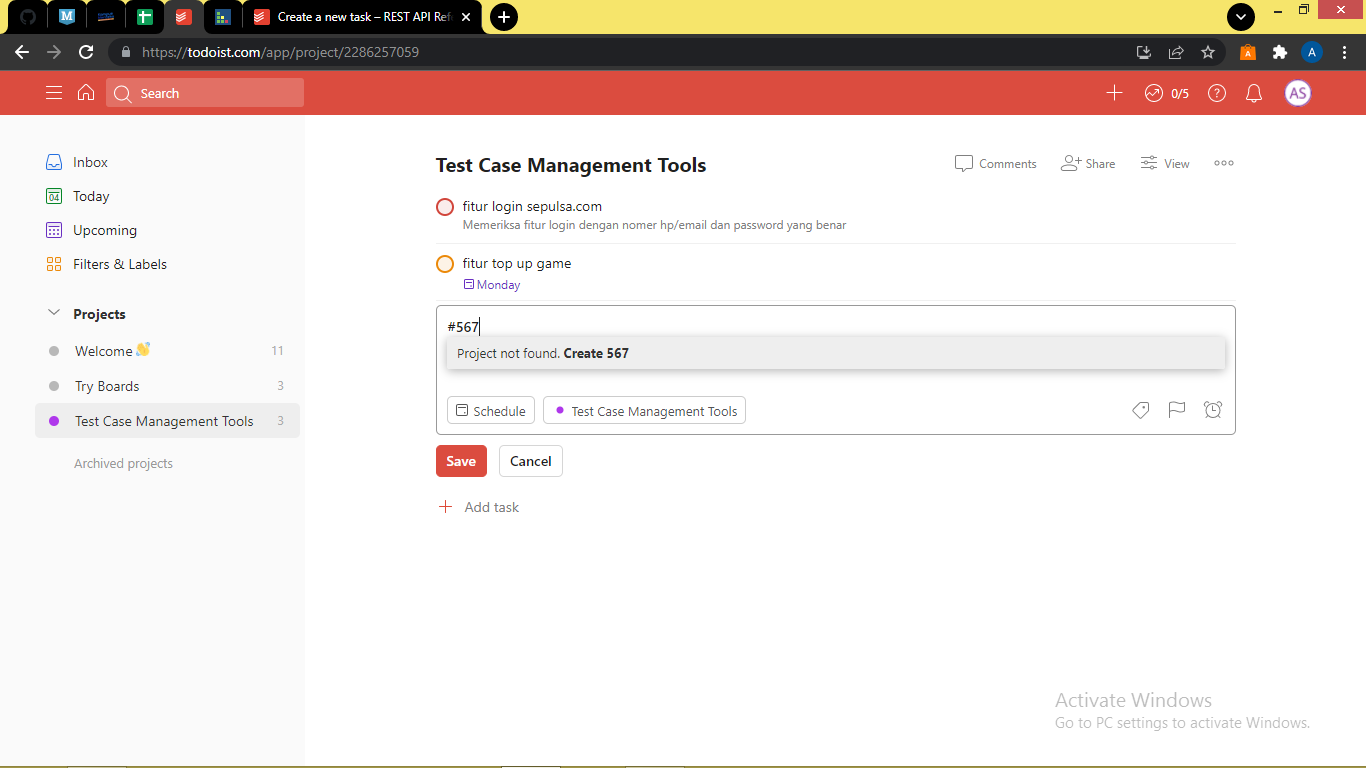 Create a new task – REST API Ref
https://todoist.com/app/project/2286257059
A
Search
0/5
AS
Inbox
04 Today
Upcoming
Filters & Labels
Projects
Welcome 11
Try Boards 3
Test Case Management Tools 3
Archived projects
Test Case Management Tools
Comments Share View
fitur login sepulsa.com
Memeriksa fitur login dengan nomer hp/email dan password yang benar
fitur top up game
Monday
#567
Project not found. Create 567
Schedule Test Case Management Tools
Save Cancel
Add task
Activate Windows
Go to PC settings to activate Windows.